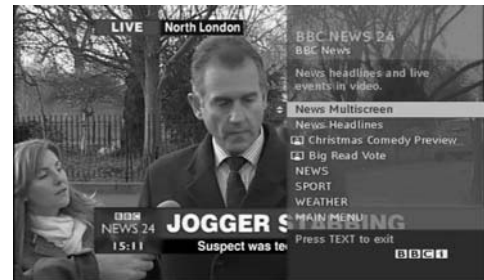 LIVE North London
BBC NEWS 24
BBC News
News headlines and live
events in video.
News Multiscreen
News Headlines
Christmas Comedy Preview...
Big Read Vote
NEWS
SPORT
WEATHER
MAIN MENU
Press TEXT to exit
BBCi
BBC
NEWS 24
15:11
JOGGER STABBING
Suspect was